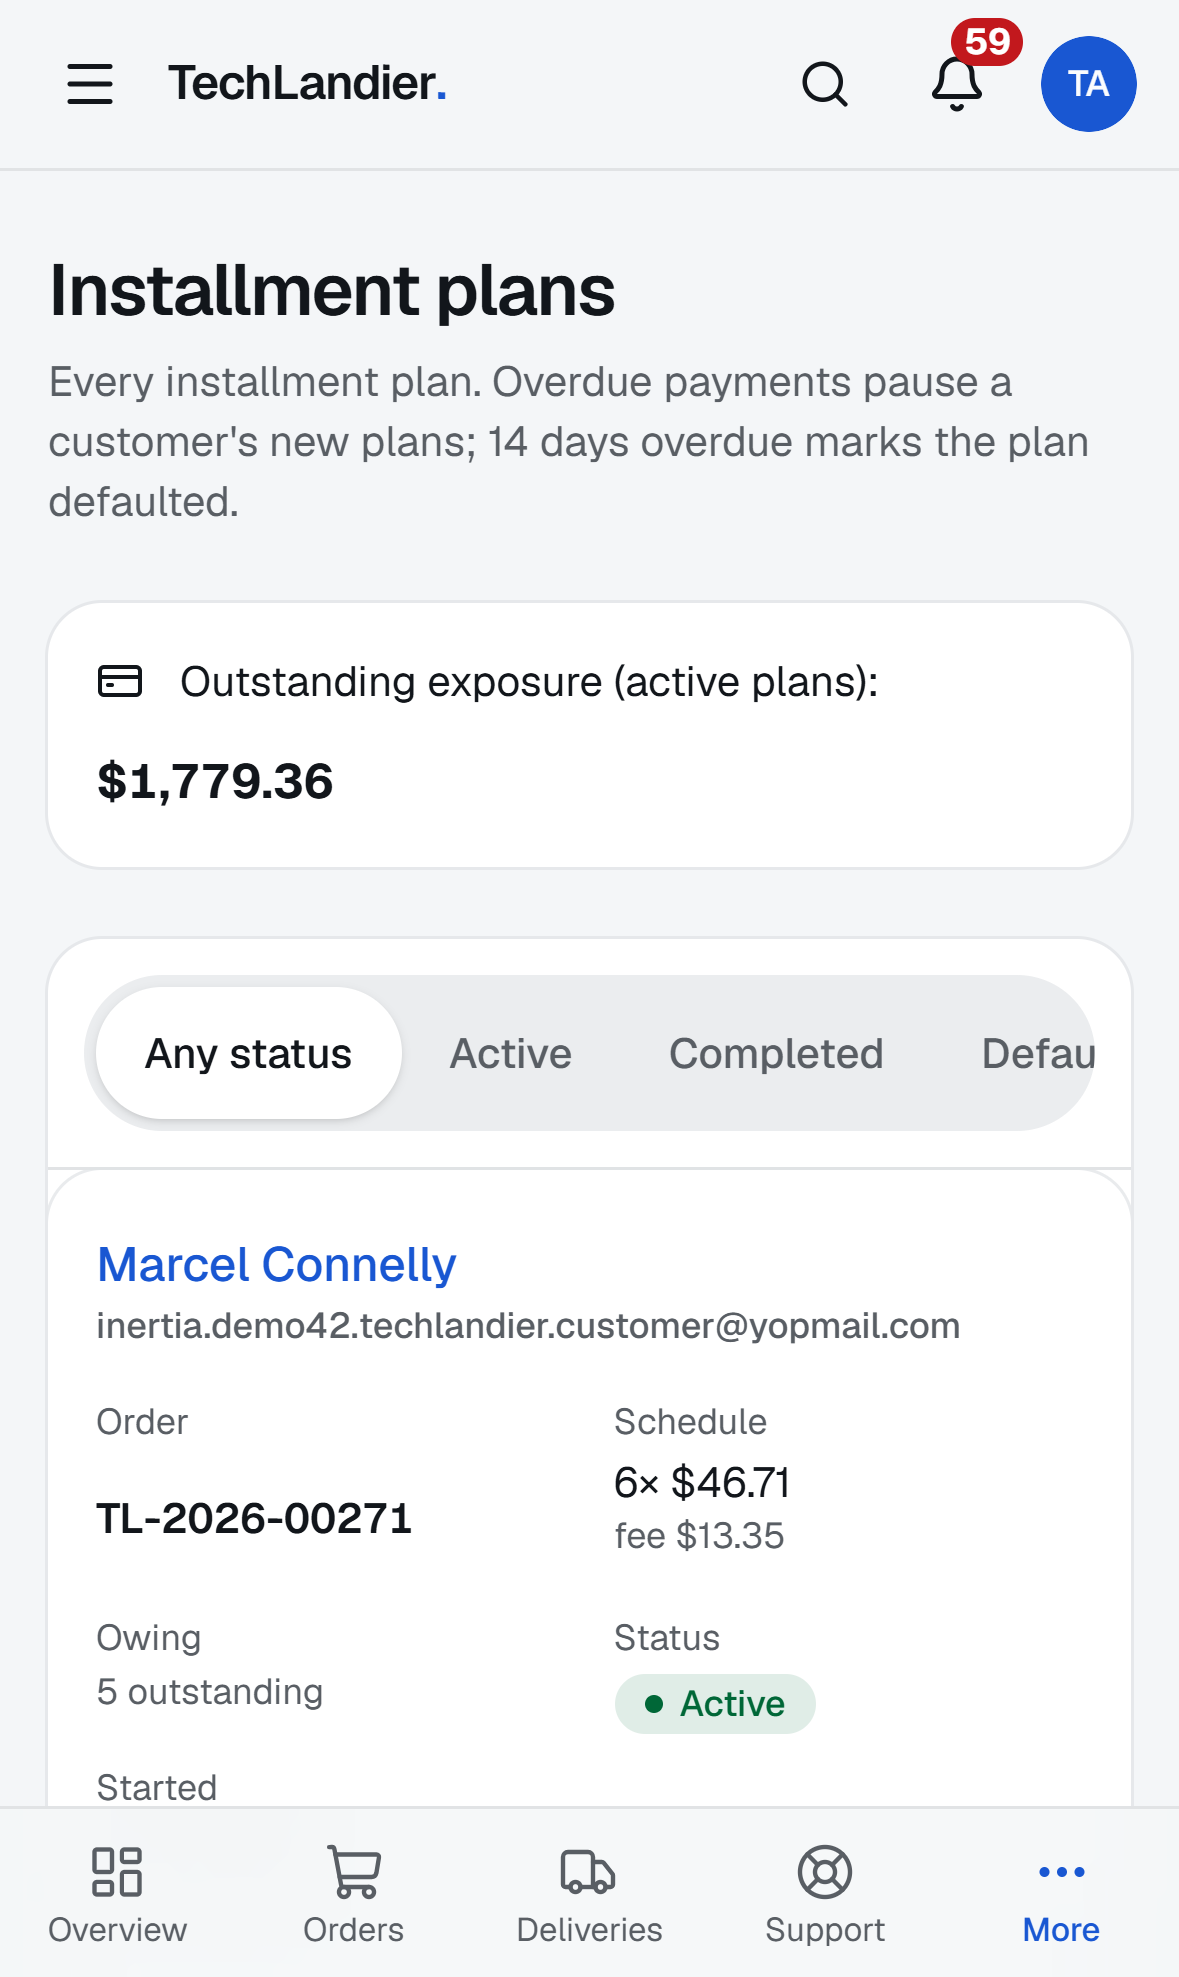 TechLandier.
59
TA
Installment plans
Every installment plan. Overdue payments pause a
customer's new plans; 14 days overdue marks the plan
defaulted.
Outstanding exposure (active plans):
$1,779.36
Any status
Active
Completed
Defau
Marcel Connelly
inertia.demo42.techlandier.customer@yopmail.com
Order
Schedule
TL-2026-00271
6× $46.71
fee $13.35
Owing
Status
5 outstanding
Active
Started
Overview
Orders
Deliveries
Support
More